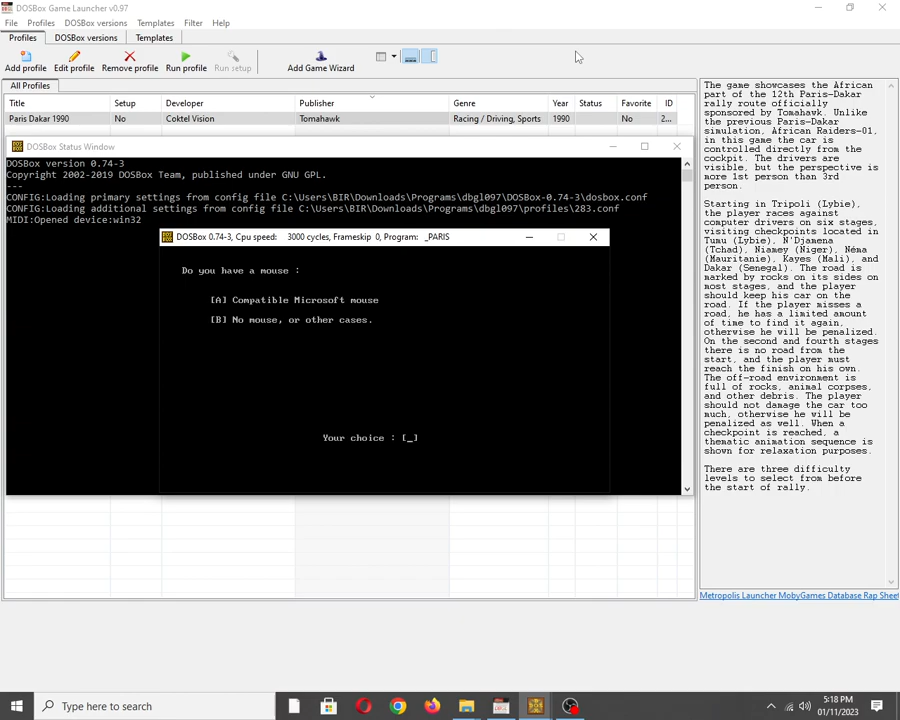 DOSBox Game Launcher v0.97
File Profiles DOSBox versions Templates Filter Help
Profiles DOSBox versions Templates
Add profile Edit profile Remove profile Run profile Run setup Add Game Wizard
All Profiles
Title Setup Developer Publisher Genre Year Status Favorite ID
Paris Dakar 1990 No Coktel Vision Tomahawk Racing / Driving, Sports 1990 No 2...
DOSBox Status Window
DOSBox version 0.74-3
Copyright 2002-2019 DOSBox Team, published under GNU GPL.
---
CONFIG:Loading primary settings from config file C:\Users\BIR\Downloads\Programs\dbgl097\DOSBox-0.74-3\dosbox.conf
CONFIG:Loading additional settings from config file C:\Users\BIR\Downloads\Programs\dbgl097\profiles\283.conf
MIDI:Opened device:win32
DOSBox 0.74-3, Cpu speed: 3000 cycles, Frameskip 0, Program: _PARIS
Do you have a mouse :
[A] Compatible Microsoft mouse
[B] No mouse, or other cases.
Your choice : [_]
The game showcases the African
part of the 12th Paris-Dakar
rally route officially
sponsored by Tomahawk. Unlike
the previous Paris-Dakar
simulation, African Raiders-01,
in this game the car is
controlled directly from the
cockpit. The drivers are
visible, but the perspective is
more 1st person than 3rd
person.
Starting in Tripoli (Lybie),
the player races against
computer drivers on six stages,
visiting checkpoints located in
Tumu (Lybie), N'Djamena
(Tchad), Niamey (Niger), Néma
(Mauritanie), Kayes (Mali), and
Dakar (Senegal). The road is
marked by rocks on its sides on
most stages, and the player
should keep his car on the
road. If the player misses a
road, he has a limited amount
of time to find it again,
otherwise he will be penalized.
On the second and fourth stages
there is no road from the
start, and the player must
reach the finish on his own.
The off-road environment is
full of rocks, animal corpses,
and other debris. The player
should not damage the car too
much, otherwise he will be
penalized as well. When a
checkpoint is reached, a
thematic animation sequence is
shown for relaxation purposes.
There are three difficulty
levels to select from before
the start of rally.
Metropolis Launcher MobyGames Database Rap Sheet
Type here to search
5:18 PM
01/11/2023